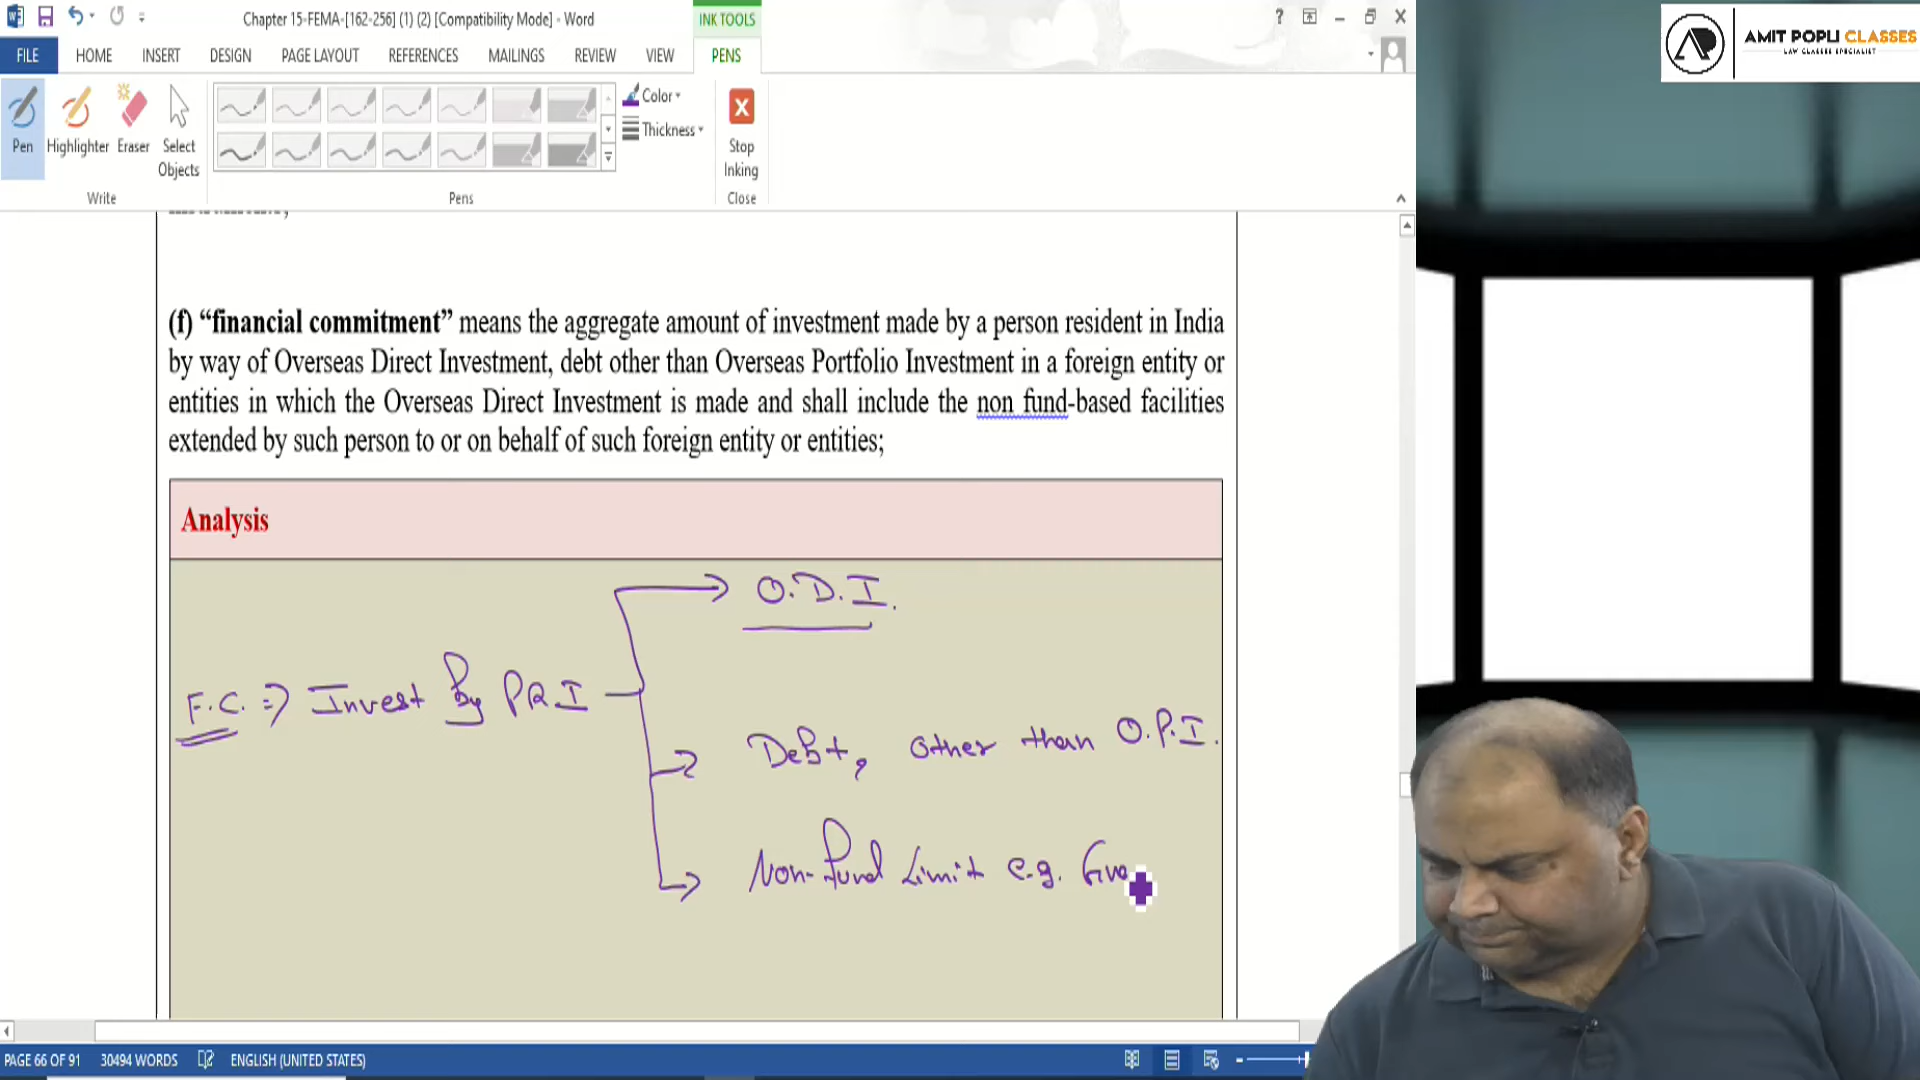 Chapter 15-FEMA-[162-256] (1) (2) [Compatibility Mode] - Word
INK TOOLS
FILE HOME INSERT DESIGN PAGE LAYOUT REFERENCES MAILINGS REVIEW VIEW PENS
AMIT POPLI CLASSES
LAW CLASSES SPECIALIST
Pen Highlighter Eraser Select Objects
Color
Thickness
Stop Inking
Write Pens Close
(f) “financial commitment” means the aggregate amount of investment made by a person resident in India
by way of Overseas Direct Investment, debt other than Overseas Portfolio Investment in a foreign entity or
entities in which the Overseas Direct Investment is made and shall include the non fund-based facilities
extended by such person to or on behalf of such foreign entity or entities;
Analysis
O.D.I.
F.C. => Invest By PRI
Debt, other than O.P.I.
Non-fund Limit e.g. Gua
PAGE 66 OF 91 30494 WORDS ENGLISH (UNITED STATES)